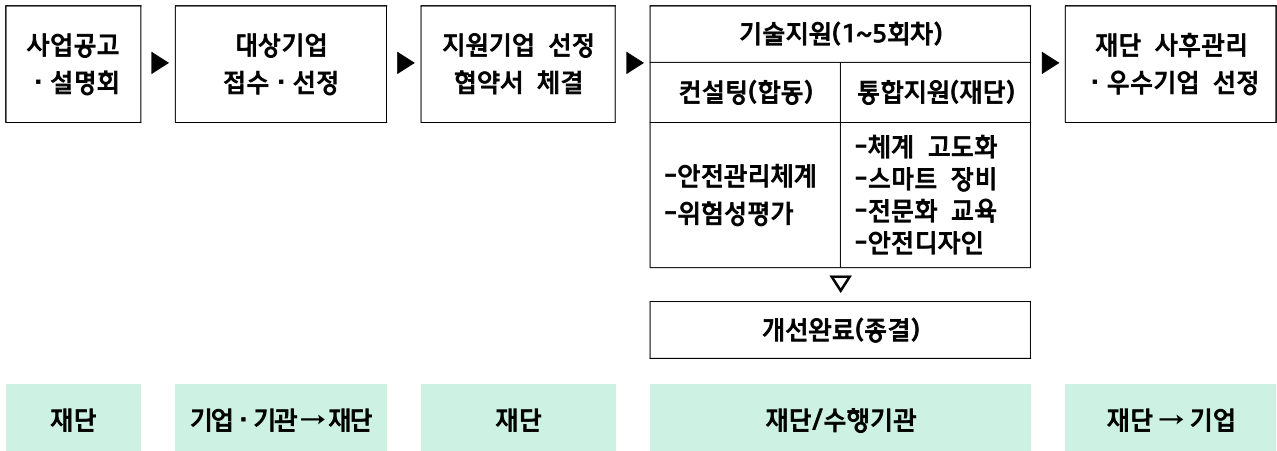 사업공고
·설명회
▶
대상기업
접수·선정
▶
지원기업 선정
협약서 체결
▶
기술지원(1~5회차)
컨설팅(합동)
-안전관리체계
-위험성평가
통합지원(재단)
-체계 고도화
-스마트 장비
-전문화 교육
-안전디자인
▽
개선완료(종결)
▶
재단 사후관리
·우수기업 선정
재단
기업·기관→재단
재단
재단/수행기관
재단→기업